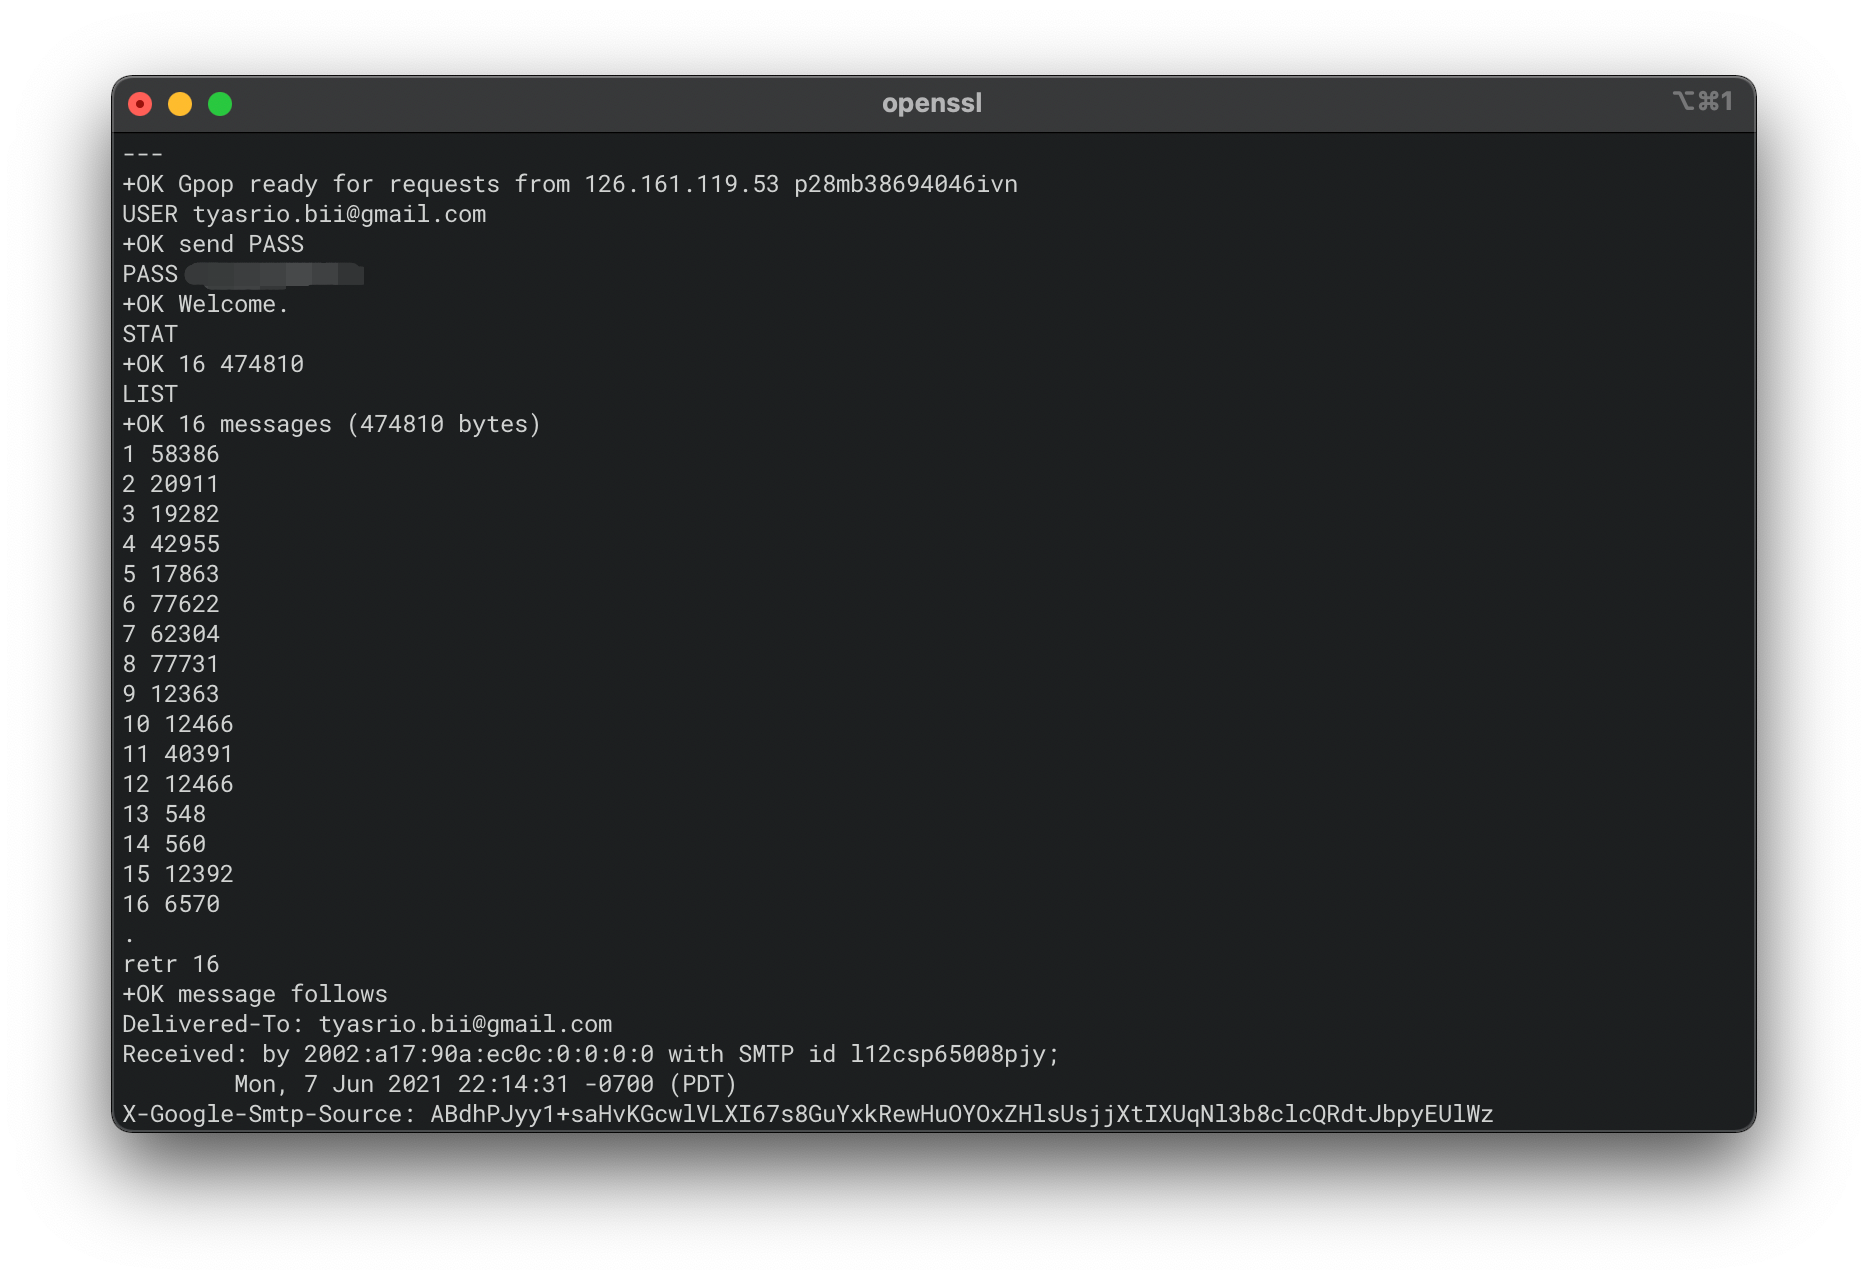 openssl
⌥⌘1
---
+OK Gpop ready for requests from 126.161.119.53 p28mb38694046ivn
USER tyasrio.bii@gmail.com
+OK send PASS
PASS
+OK Welcome.
STAT
+OK 16 474810
LIST
+OK 16 messages (474810 bytes)
1 58386
2 20911
3 19282
4 42955
5 17863
6 77622
7 62304
8 77731
9 12363
10 12466
11 40391
12 12466
13 548
14 560
15 12392
16 6570
.
retr 16
+OK message follows
Delivered-To: tyasrio.bii@gmail.com
Received: by 2002:a17:90a:ec0c:0:0:0:0 with SMTP id l12csp65008pjy;
        Mon, 7 Jun 2021 22:14:31 -0700 (PDT)
X-Google-Smtp-Source: ABdhPJyy1+saHvKGcwlVLXI67s8GuYxkRewHuOYOxZHlsUsjjXtIXUqNl3b8clcQRdtJbpyEUlWz